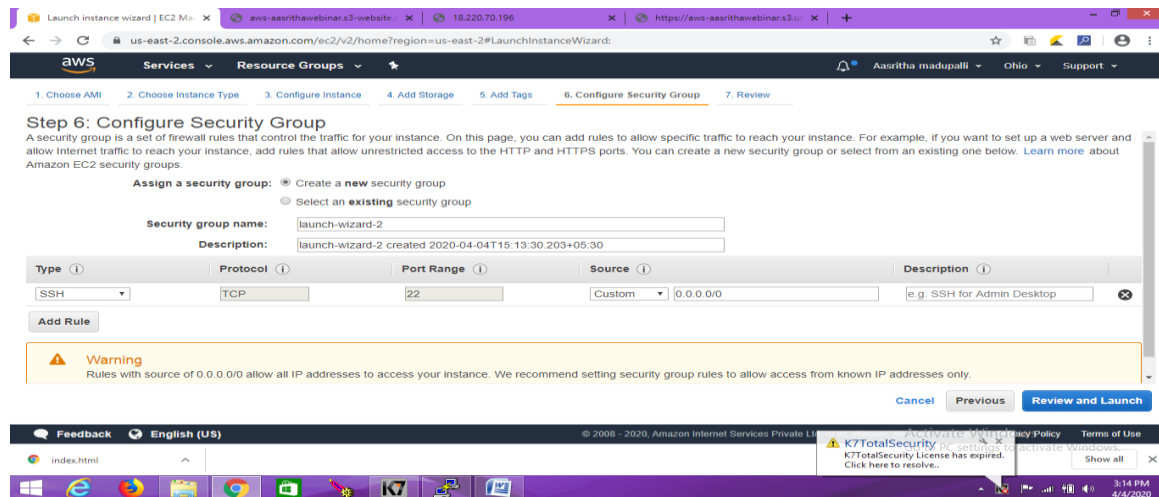 Launch instance wizard | EC2 Ma
aws-aasrithawebinar.s3-website.
18.220.70.196
https://aws-aasrithawebinar.s3.
us-east-2.console.aws.amazon.com/ec2/v2/home?region=us-east-2#LaunchInstanceWizard:
aws Services Resource Groups Aasritha madupalli Ohio Support
1. Choose AMI 2. Choose Instance Type 3. Configure Instance 4. Add Storage 5. Add Tags 6. Configure Security Group 7. Review
Step 6: Configure Security Group
A security group is a set of firewall rules that control the traffic for your instance. On this page, you can add rules to allow specific traffic to reach your instance. For example, if you want to set up a web server and
allow Internet traffic to reach your instance, add rules that allow unrestricted access to the HTTP and HTTPS ports. You can create a new security group or select from an existing one below. Learn more about
Amazon EC2 security groups.
Assign a security group: Create a new security group
Select an existing security group
Security group name: launch-wizard-2
Description: launch-wizard-2 created 2020-04-04T15:13:30.203+05:30
Type Protocol Port Range Source Description
SSH TCP 22 Custom 0.0.0.0/0 e.g. SSH for Admin Desktop
Add Rule
Warning
Rules with source of 0.0.0.0/0 allow all IP addresses to access your instance. We recommend setting security group rules to allow access from known IP addresses only.
Cancel Previous Review and Launch
Feedback English (US) © 2008 - 2020, Amazon Internet Services Private Policy Terms of Use
Activate Windows
to PC settings to activate Windows.
K7TotalSecurity
K7TotalSecurity License has expired.
Click here to resolve..
index.html Show all
K7 W
3:14 PM
4/4/2020